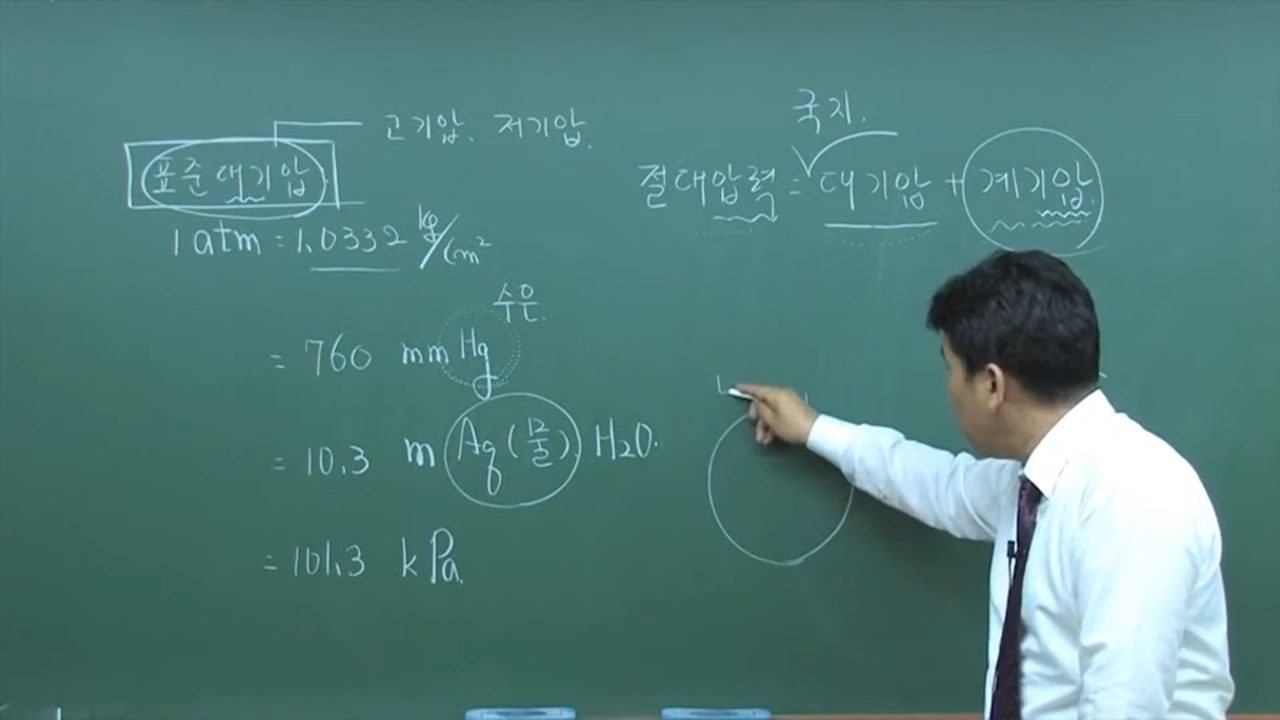 고기압, 저기압.
표준대기압
1 atm = 1.0332 kg/cm²
수은.
= 760 mm Hg
= 10.3 m Aq (물). H2O.
= 101.3 kPa.
국지.
절대압력 = 대기압 + 계기압.